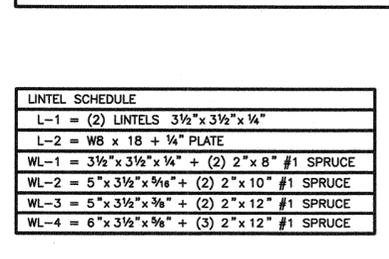 LINTEL SCHEDULE
L-1 = (2) LINTELS 3½"x 3½"x ¼"
L-2 = W8 x 18 + ¼" PLATE
WL-1 = 3½"x 3½"x ¼" + (2) 2"x 8" #1 SPRUCE
WL-2 = 5"x 3½"x 5⁄16"+ (2) 2"x 10" #1 SPRUCE
WL-3 = 5"x 3½"x ⅜"+ (2) 2"x 12" #1 SPRUCE
WL-4 = 6"x 3½"x ⅝" + (3) 2"x 12" #1 SPRUCE